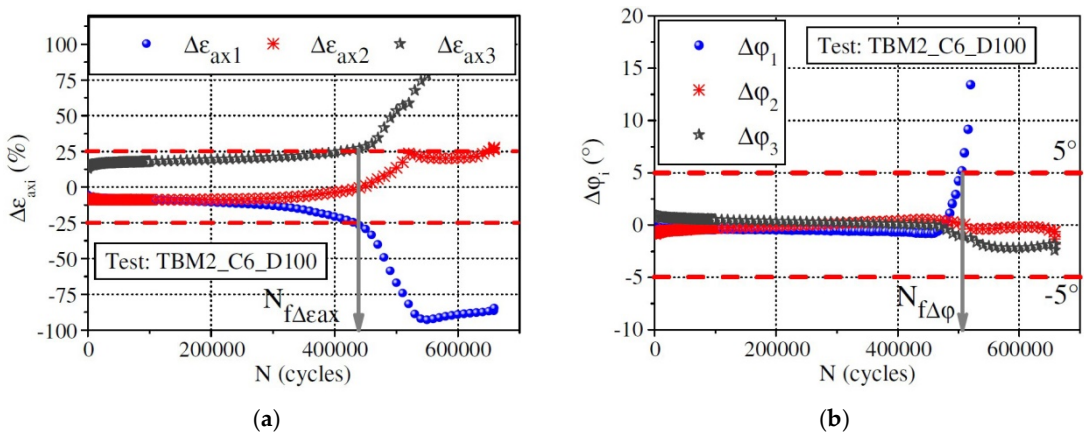 Δε_ax1 Δε_ax2 Δε_ax3
100
75
50
25
0
-25
-50
-75
-100
Δε_axi (%)
Test: TBM2_C6_D100
N_fΔεax
0 200000 400000 600000
N (cycles)
(a)
20
15
10
5
0
-5
-10
Δφ_i (°)
Δφ_1
Δφ_2
Δφ_3
Test: TBM2_C6_D100
5°
-5°
N_fΔφ
0 200000 400000 600000
N (cycles)
(b)